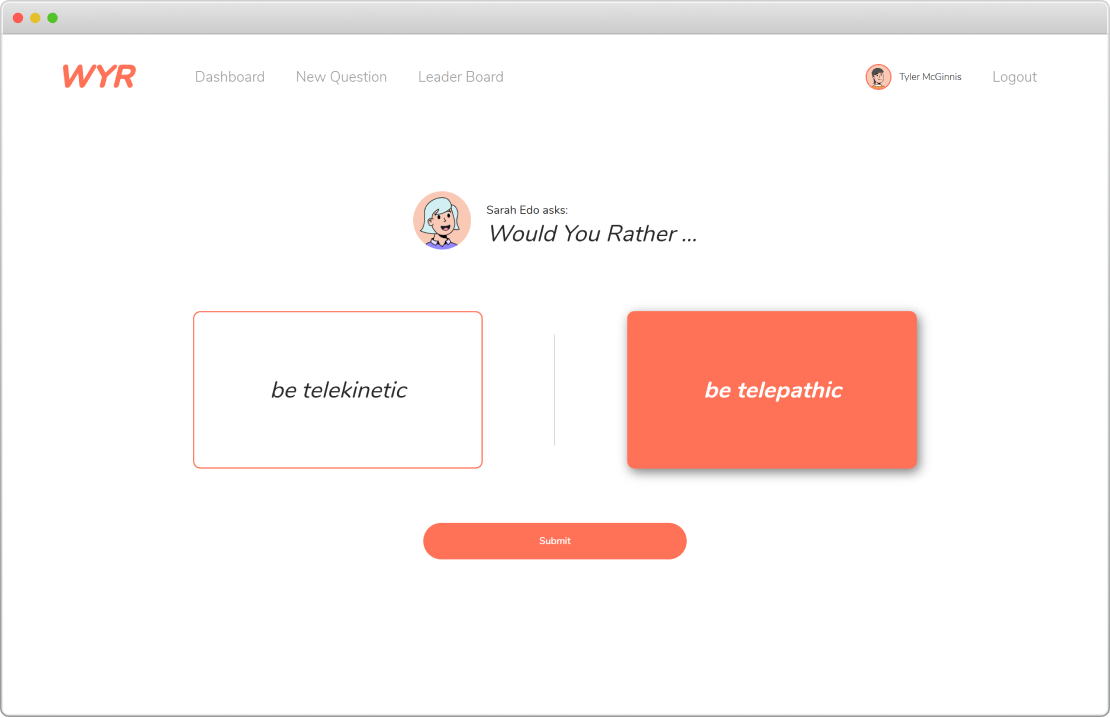 WYR
Dashboard
New Question
Leader Board
Tyler McGinnis
Logout
Sarah Edo asks:
Would You Rather ...
be telekinetic
be telepathic
Submit